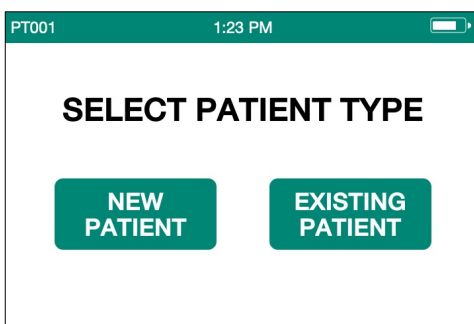 PT001 1:23 PM
SELECT PATIENT TYPE
NEW PATIENT
EXISTING PATIENT